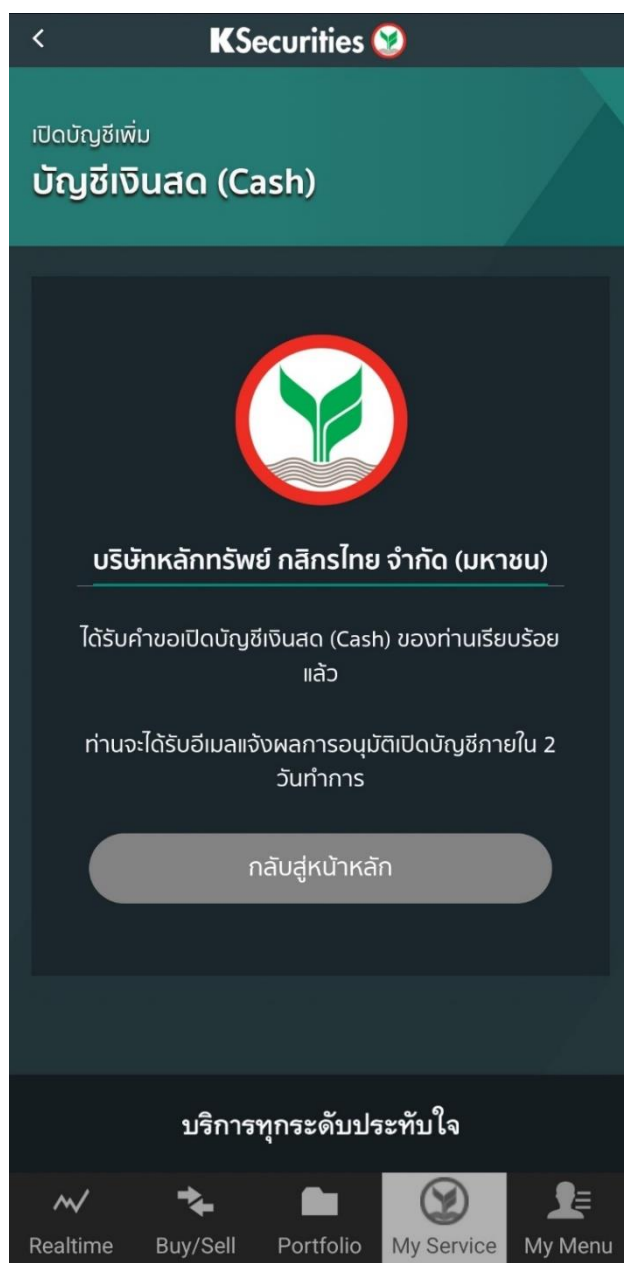 KSecurities
เปิดบัญชีเพิ่ม
บัญชีเงินสด (Cash)
บริษัทหลักทรัพย์ กสิกรไทย จำกัด (มหาชน)
ได้รับคำขอเปิดบัญชีเงินสด (Cash) ของท่านเรียบร้อย
แล้ว
ท่านจะได้รับอีเมลแจ้งผลการอนุมัติเปิดบัญชีภายใน 2
วันทำการ
กลับสู่หน้าหลัก
บริการทุกระดับประทับใจ
Realtime Buy/Sell Portfolio My Service My Menu